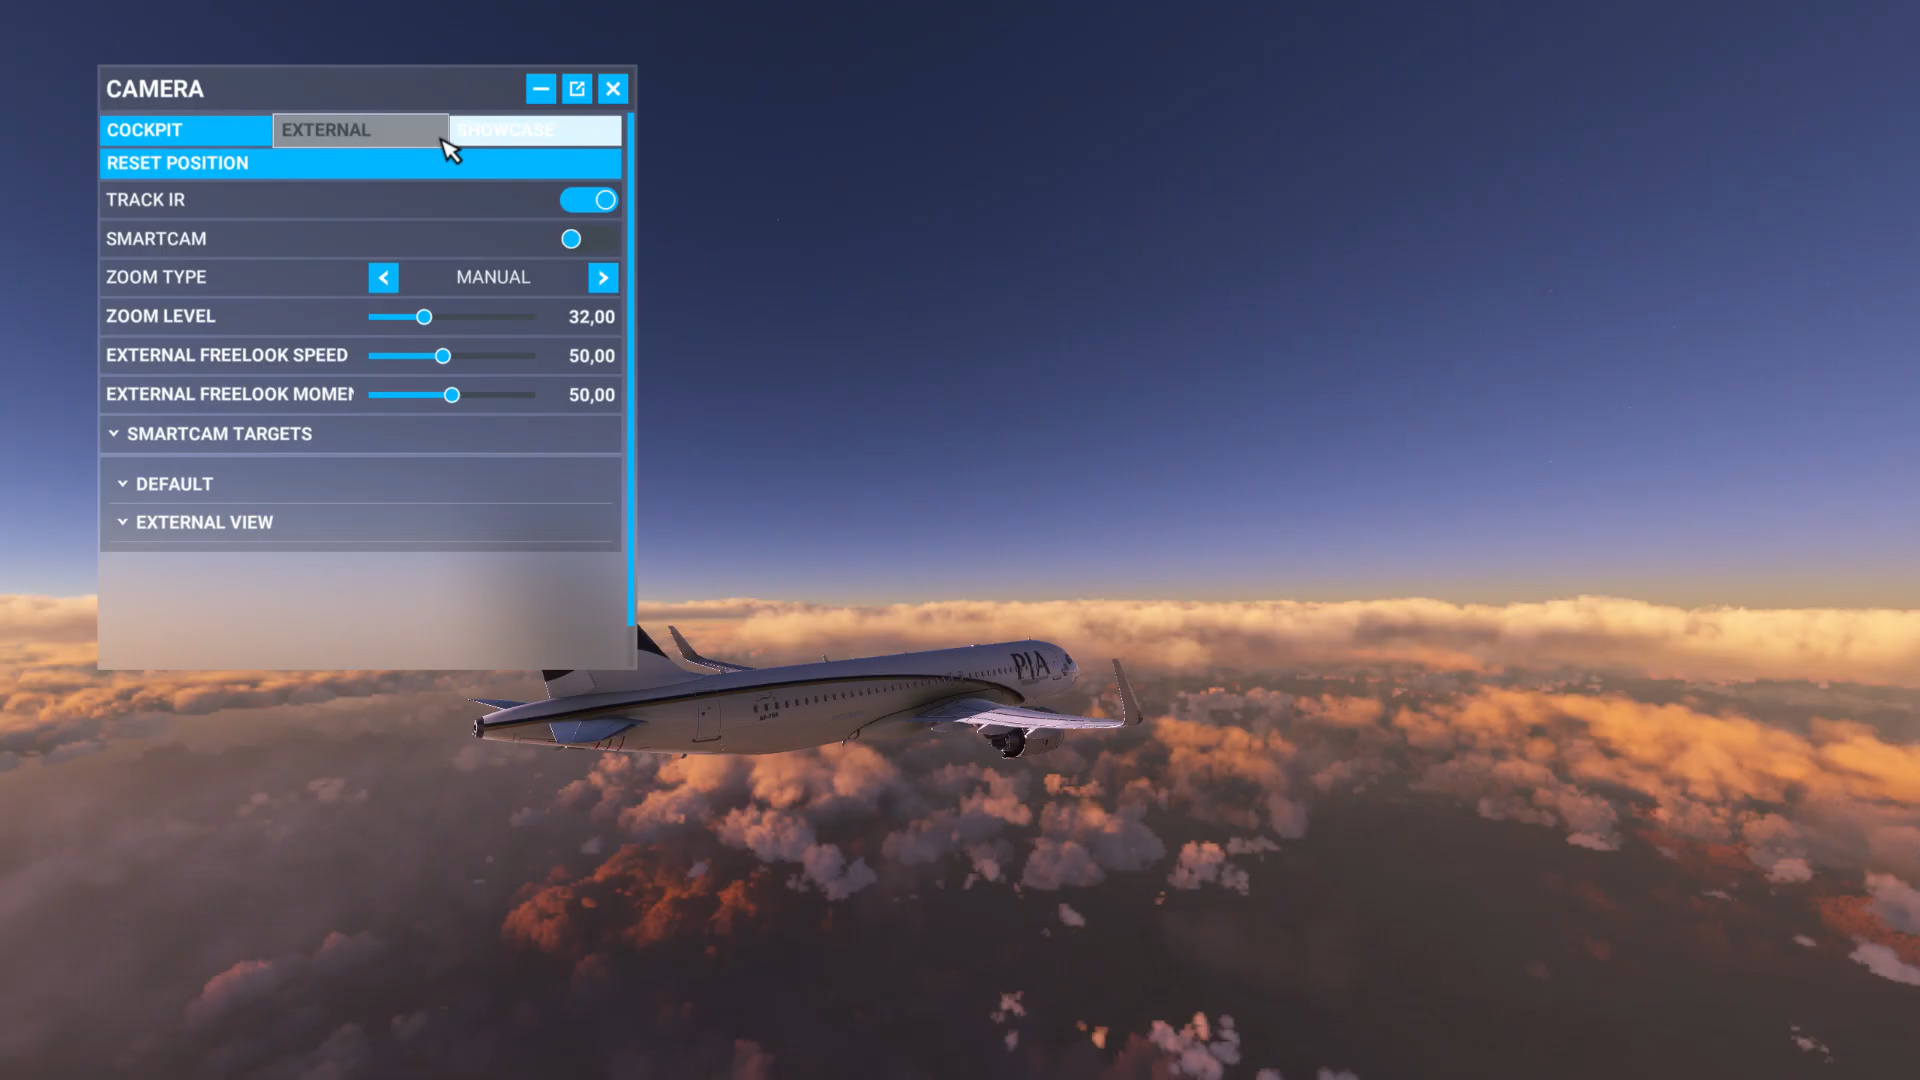 CAMERA
COCKPIT EXTERNAL SHOWCASE
RESET POSITION
TRACK IR
SMARTCAM
ZOOM TYPE MANUAL
ZOOM LEVEL 32,00
EXTERNAL FREELOOK SPEED 50,00
EXTERNAL FREELOOK MOMEN 50,00
SMARTCAM TARGETS
DEFAULT
EXTERNAL VIEW
PIA